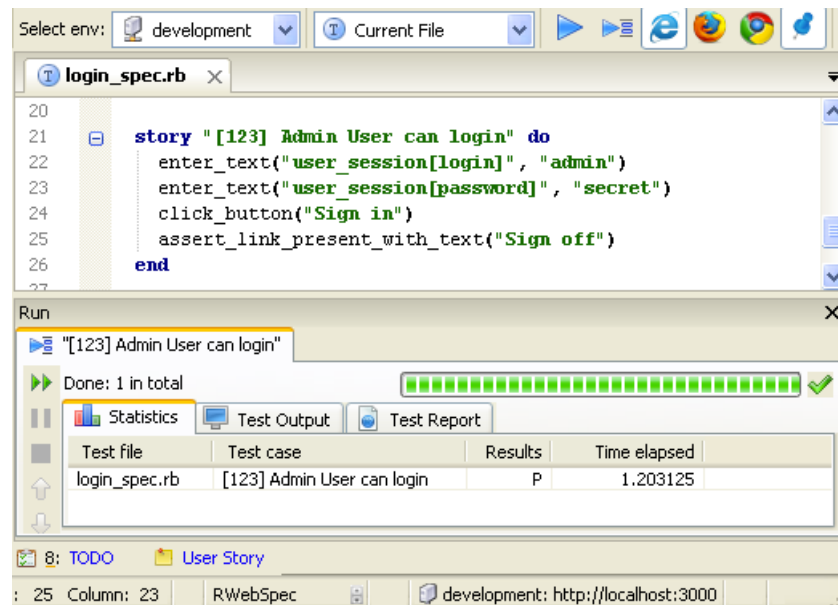 Select env: development T Current File
T login_spec.rb
20
21 story "[123] Admin User can login" do
22 enter_text("user_session[login]", "admin")
23 enter_text("user_session[password]", "secret")
24 click_button("Sign in")
25 assert_link_present_with_text("Sign off")
26 end
27
Run
"[123] Admin User can login"
Done: 1 in total
Statistics Test Output Test Report
Test file Test case Results Time elapsed
login_spec.rb [123] Admin User can login P 1.203125
8: TODO User Story
: 25 Column: 23 RWebSpec development: http://localhost:3000